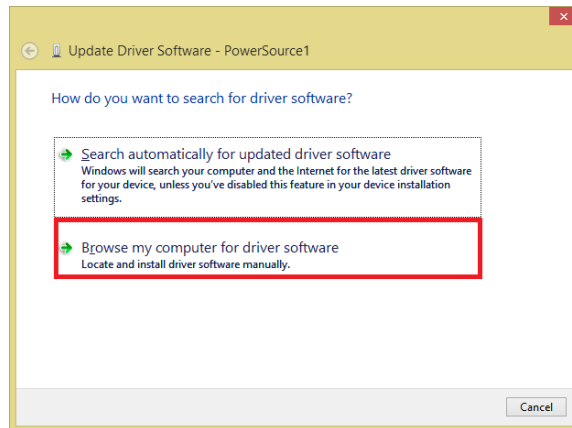 Update Driver Software - PowerSource1
How do you want to search for driver software?
Search automatically for updated driver software
Windows will search your computer and the Internet for the latest driver software
for your device, unless you've disabled this feature in your device installation
settings.
Browse my computer for driver software
Locate and install driver software manually.
Cancel